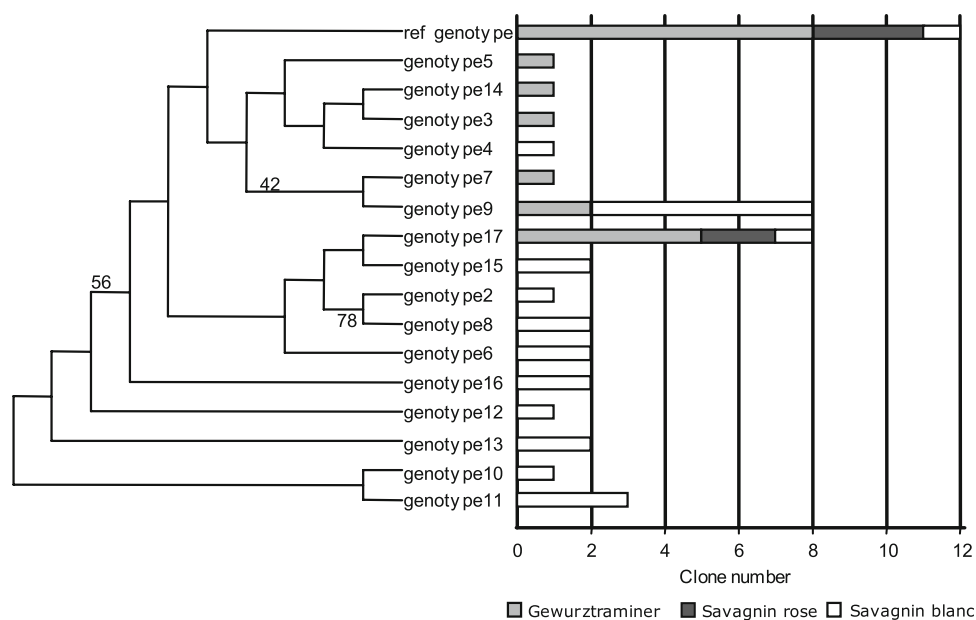 ref genotype
genotype5
genotype14
genotype3
genotype4
42
genotype7
genotype9
genotype17
genotype15
56
genotype2
78
genotype8
genotype6
genotype16
genotype12
genotype13
genotype10
genotype11
0 2 4 6 8 10 12
Clone number
Gewurztraminer Savagnin rose Savagnin blanc